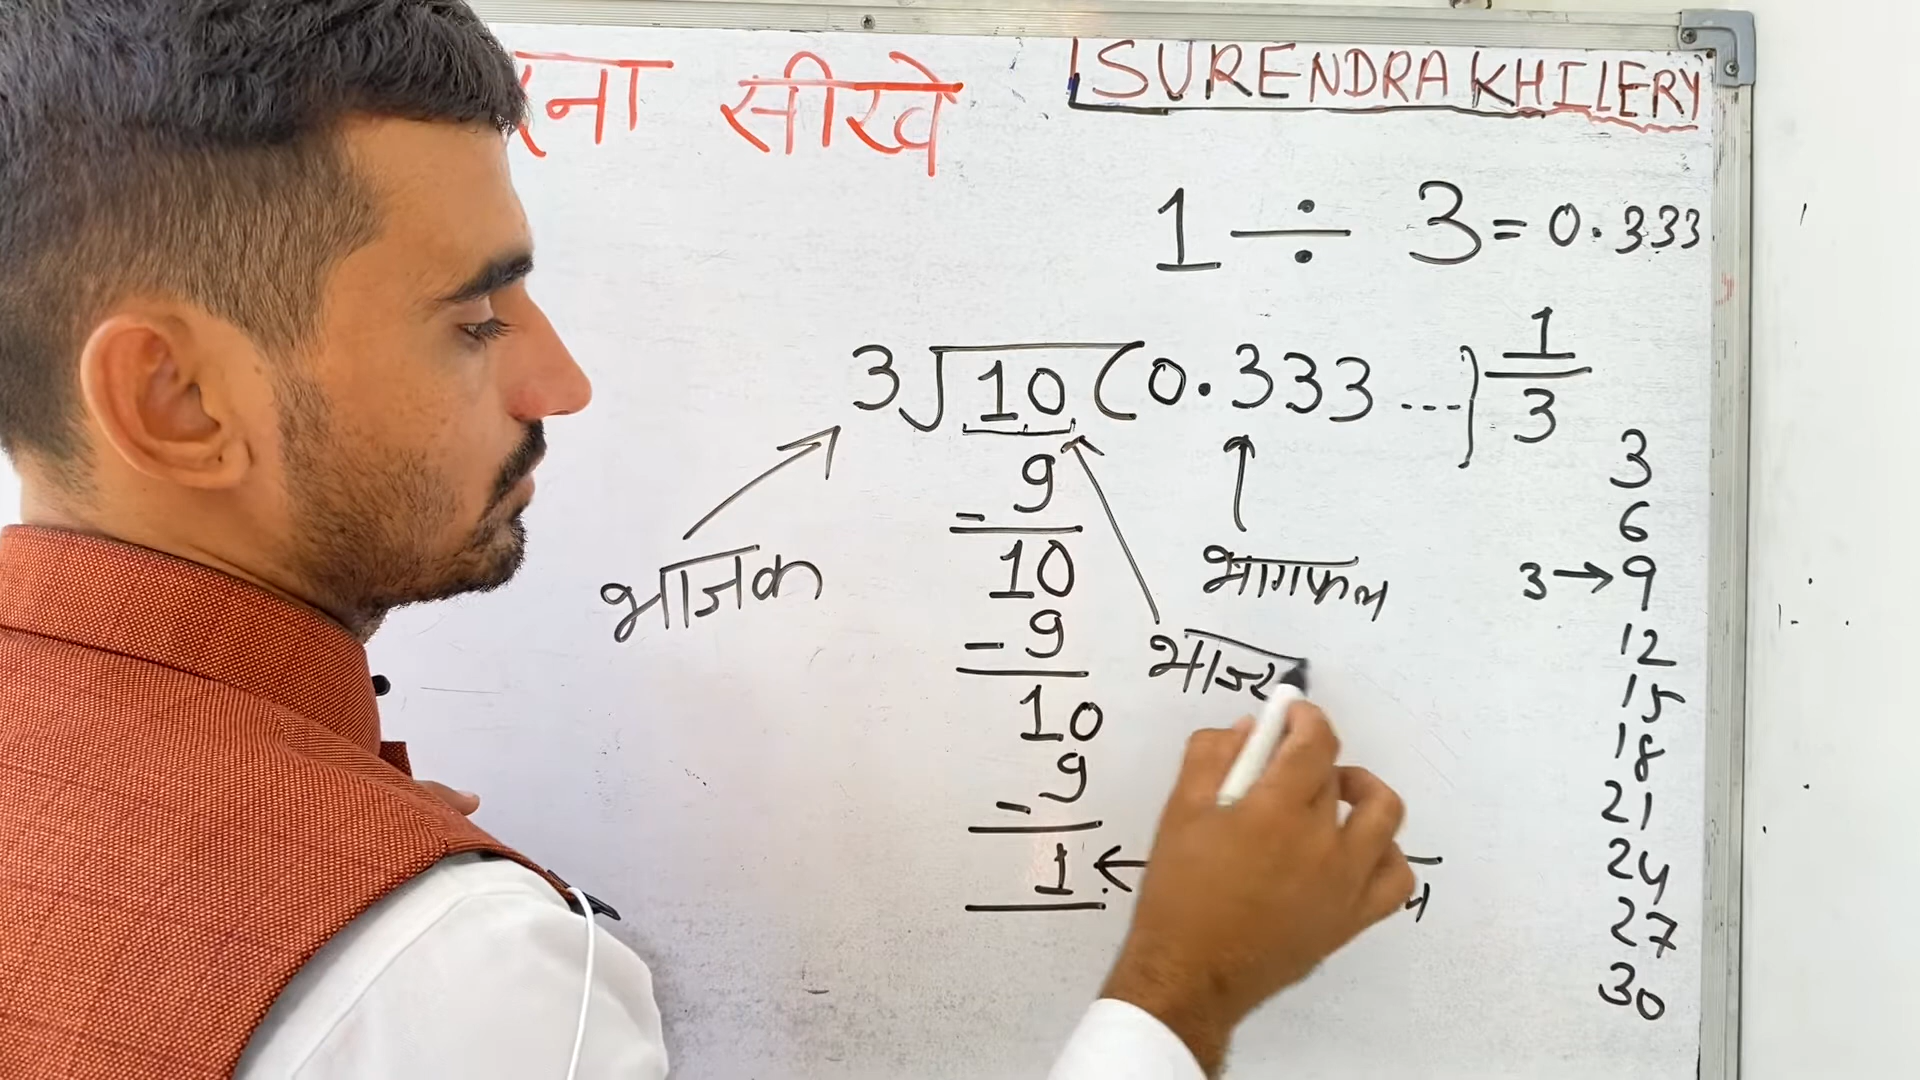 रना सीखे
SURENDRA KHILERY
1 ÷ 3 = 0.333
3 10 ( 0.333 ....
1
3
- 9
10
- 9
10
- 9
1
भाजक
भागफल
भाज्य
3
6
3 → 9
12
15
18
21
24
27
30